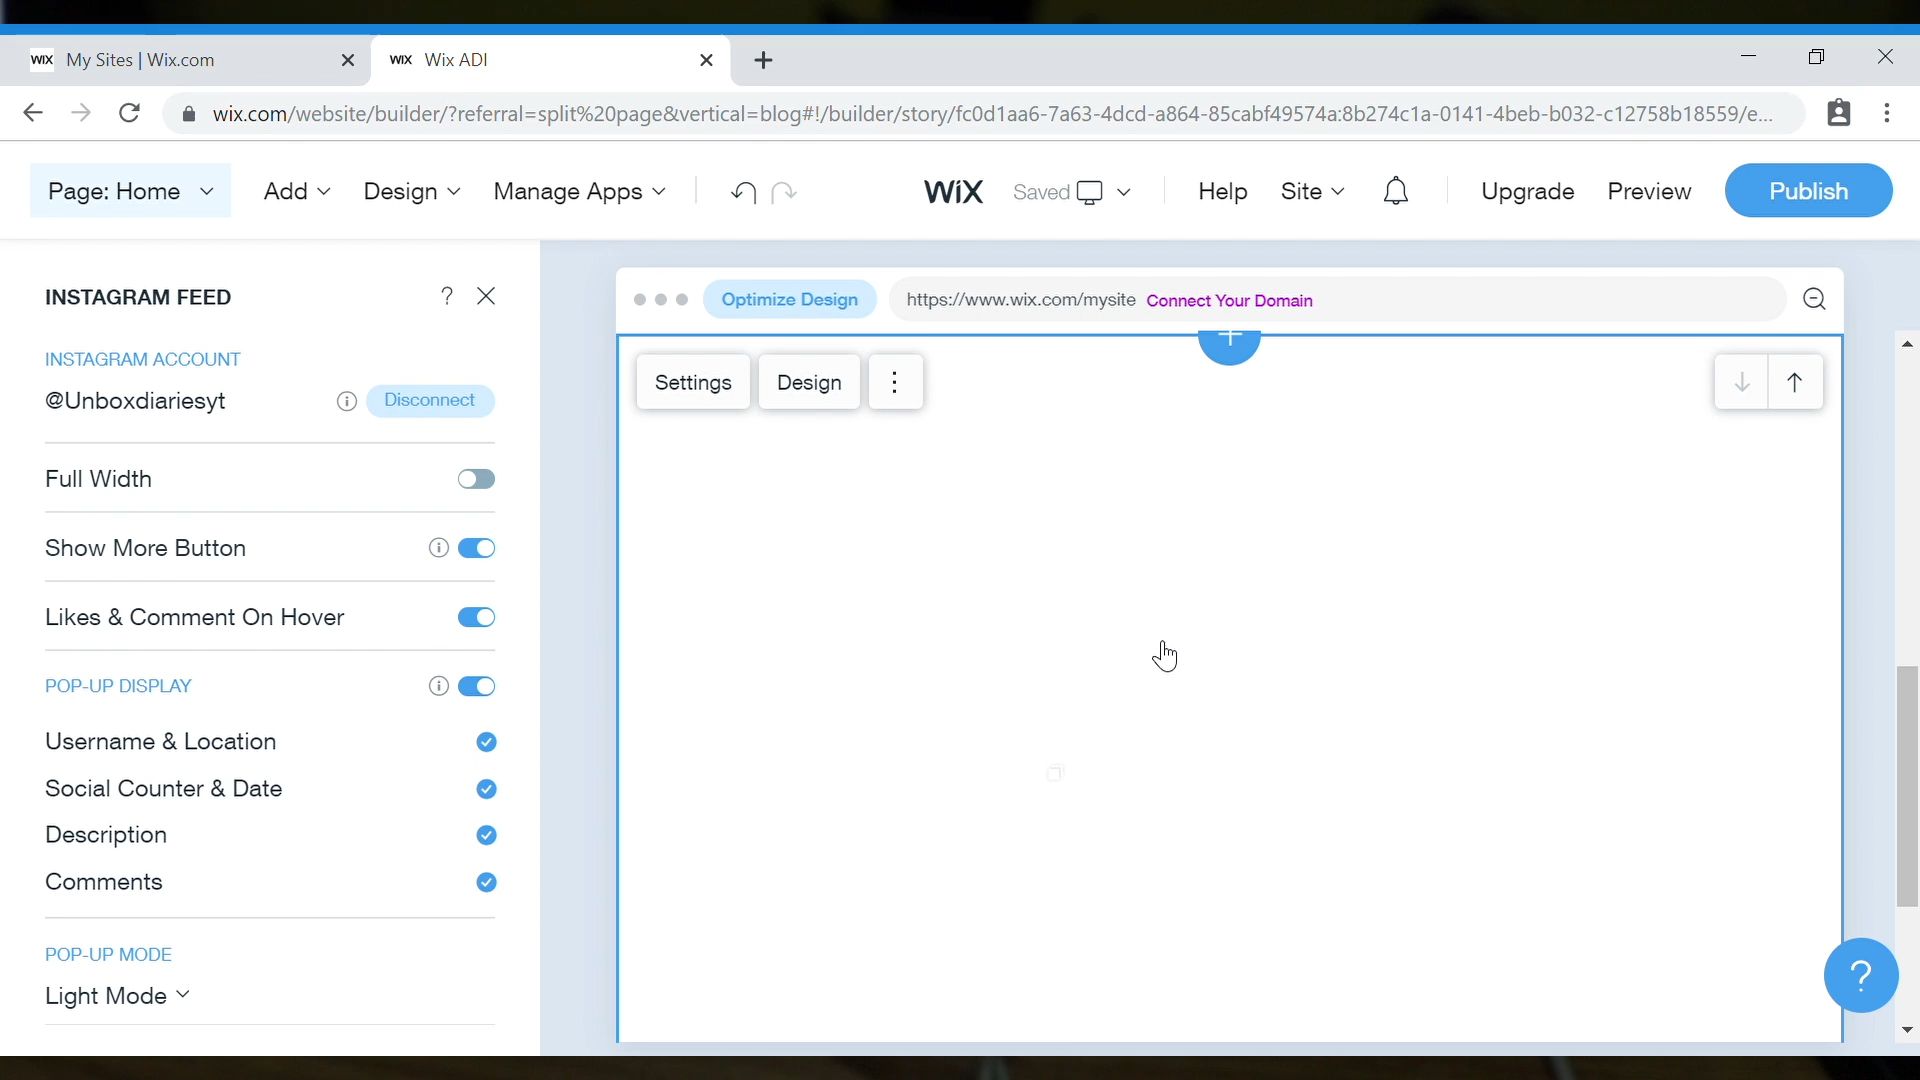 WIX My Sites | Wix.com
WIX Wix ADI
wix.com/website/builder/?referral=split%20page&vertical=blog#!/builder/story/fc0d1aa6-7a63-4dcd-a864-85cabf49574a:8b274c1a-0141-4beb-b032-c12758b18559/e...
Page: Home Add Design Manage Apps WiX Saved Help Site Upgrade Preview Publish
INSTAGRAM FEED ?
Optimize Design https://www.wix.com/mysite Connect Your Domain
INSTAGRAM ACCOUNT
@Unboxdiariesyt i Disconnect
Settings Design
Full Width
Show More Button i
Likes & Comment On Hover
POP-UP DISPLAY i
Username & Location
Social Counter & Date
Description
Comments
POP-UP MODE
Light Mode
?